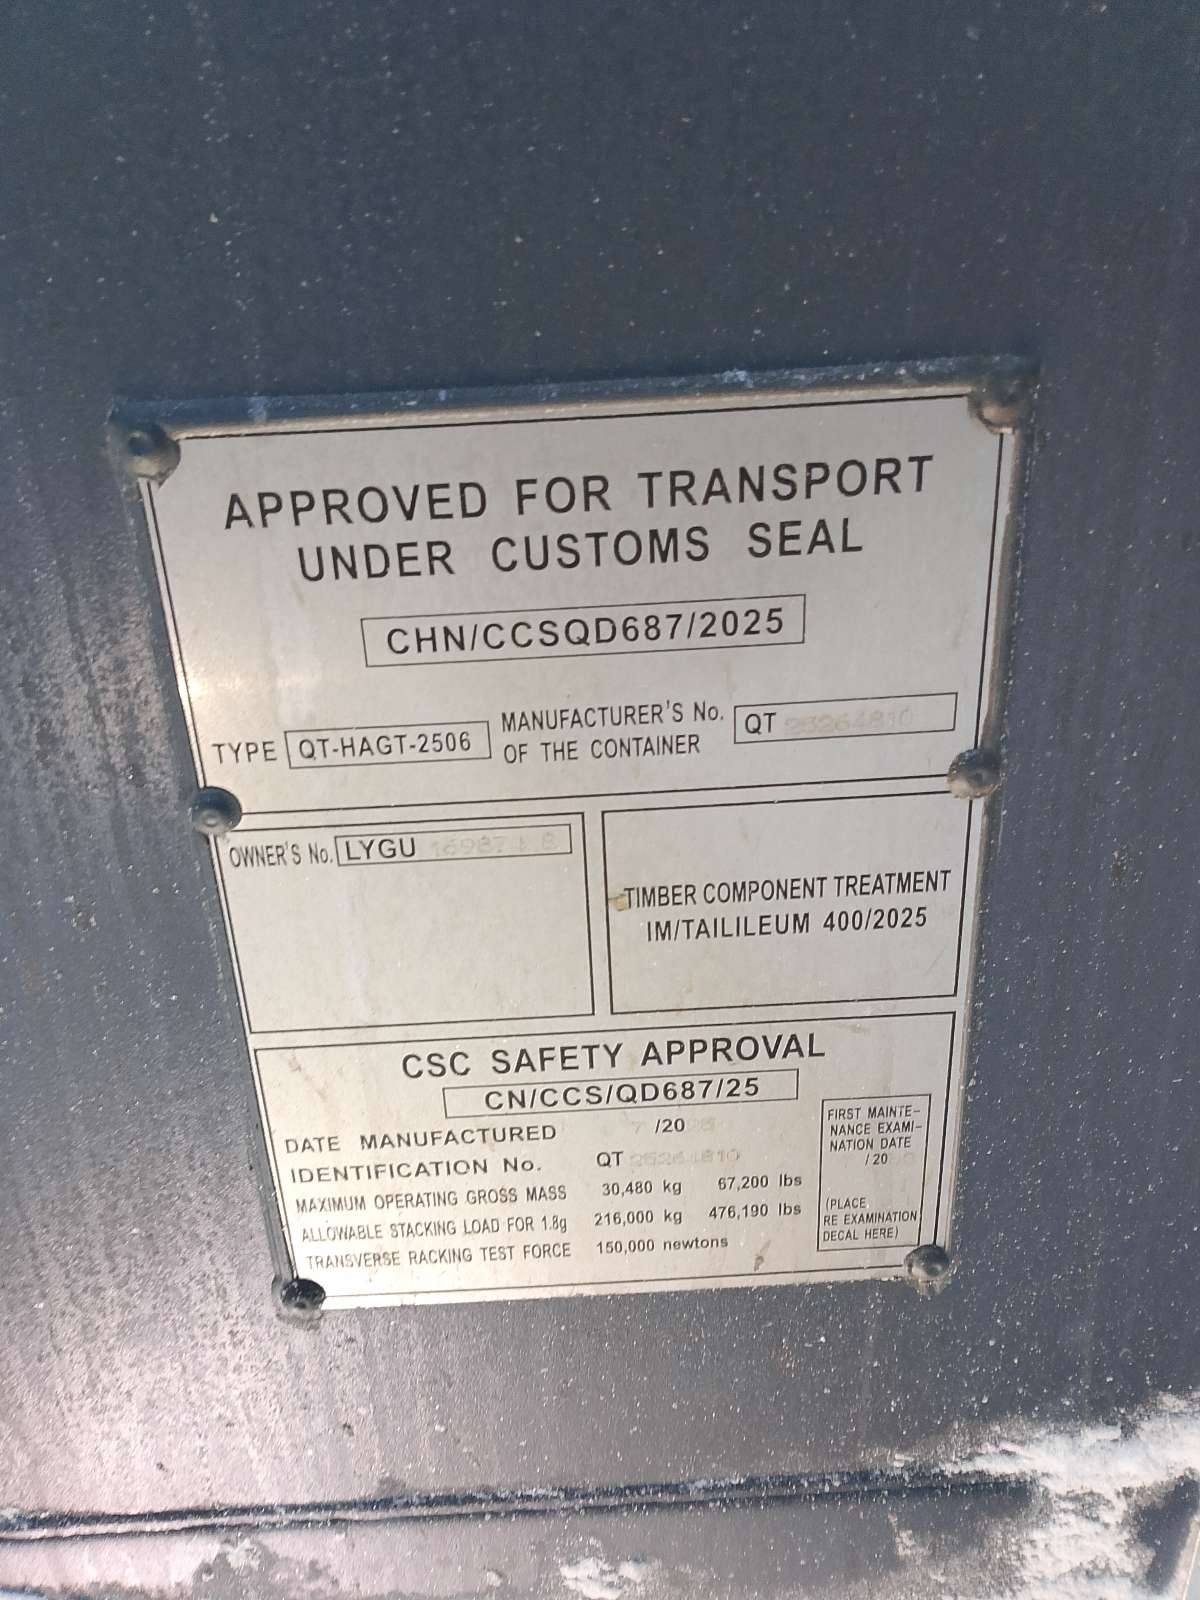 APPROVED FOR TRANSPORT
UNDER CUSTOMS SEAL
CHN/CCSQD687/2025
TYPE QT-HAGT-2506 MANUFACTURER'S No. OF THE CONTAINER QT 25264810
OWNER'S No. LYGU
TIMBER COMPONENT TREATMENT
IM/TAILILEUM 400/2025
CSC SAFETY APPROVAL
CN/CCS/QD687/25
DATE MANUFACTURED 7 /20
IDENTIFICATION No. QT 25264810
MAXIMUM OPERATING GROSS MASS 30,480 kg 67,200 lbs
ALLOWABLE STACKING LOAD FOR 1.8g 216,000 kg 476,190 lbs
TRANSVERSE RACKING TEST FORCE 150,000 newtons
FIRST MAINTE-
NANCE EXAMI-
NATION DATE
/20
(PLACE
RE EXAMINATION
DECAL HERE)